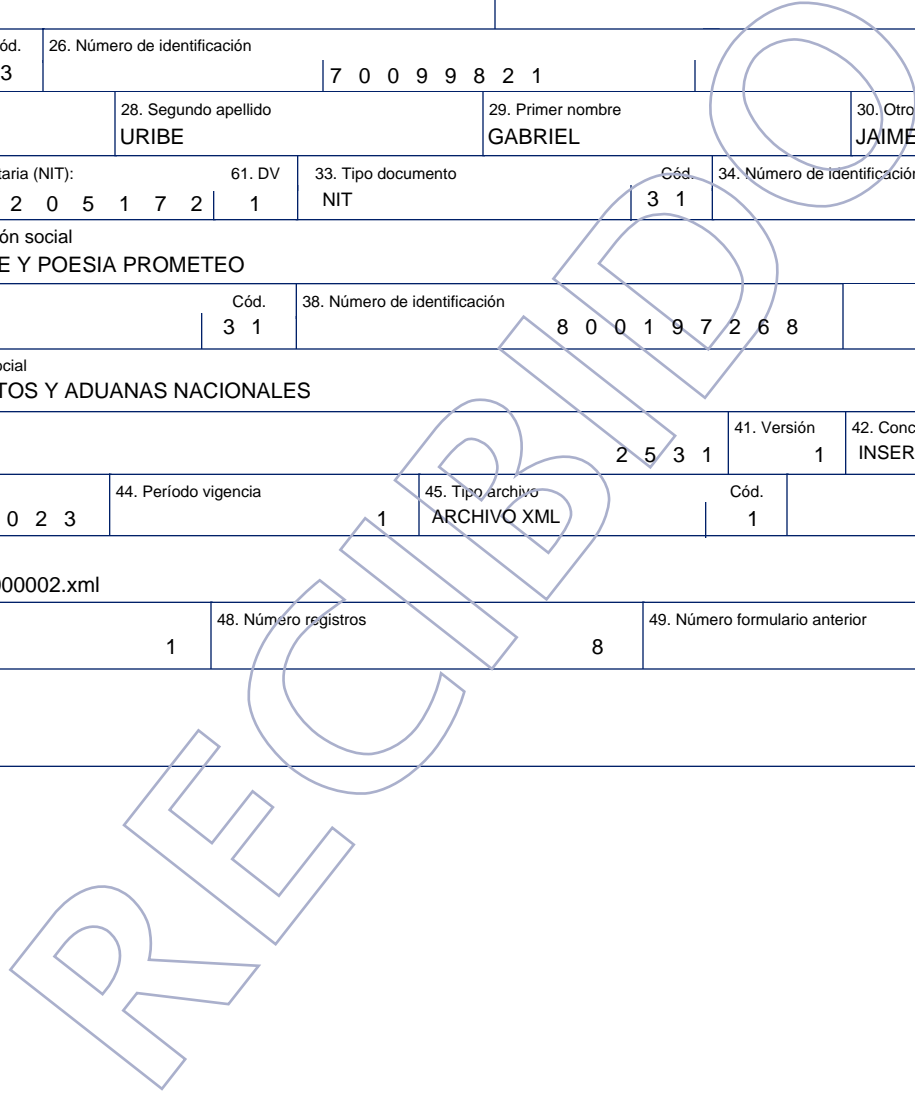 ód. 26. Número de identificación
3 7 0 0 9 9 8 2 1
28. Segundo apellido 29. Primer nombre 30. Otro
URIBE GABRIEL JAIME
taria (NIT): 61. DV 33. Tipo documento Cód. 34. Número de identificación
2 0 5 1 7 2 1 NIT 3 1
ón social
E Y POESIA PROMETEO
Cód. 38. Número de identificación
3 1 8 0 0 1 9 7 2 6 8
ocial
TOS Y ADUANAS NACIONALES
41. Versión 42. Conc
2 5 3 1 1 INSER
44. Período vigencia 45. Tipo archivo Cód.
0 2 3 1 ARCHIVO XML 1
000002.xml
48. Número registros 49. Número formulario anterior
1 8
RECIBIDO